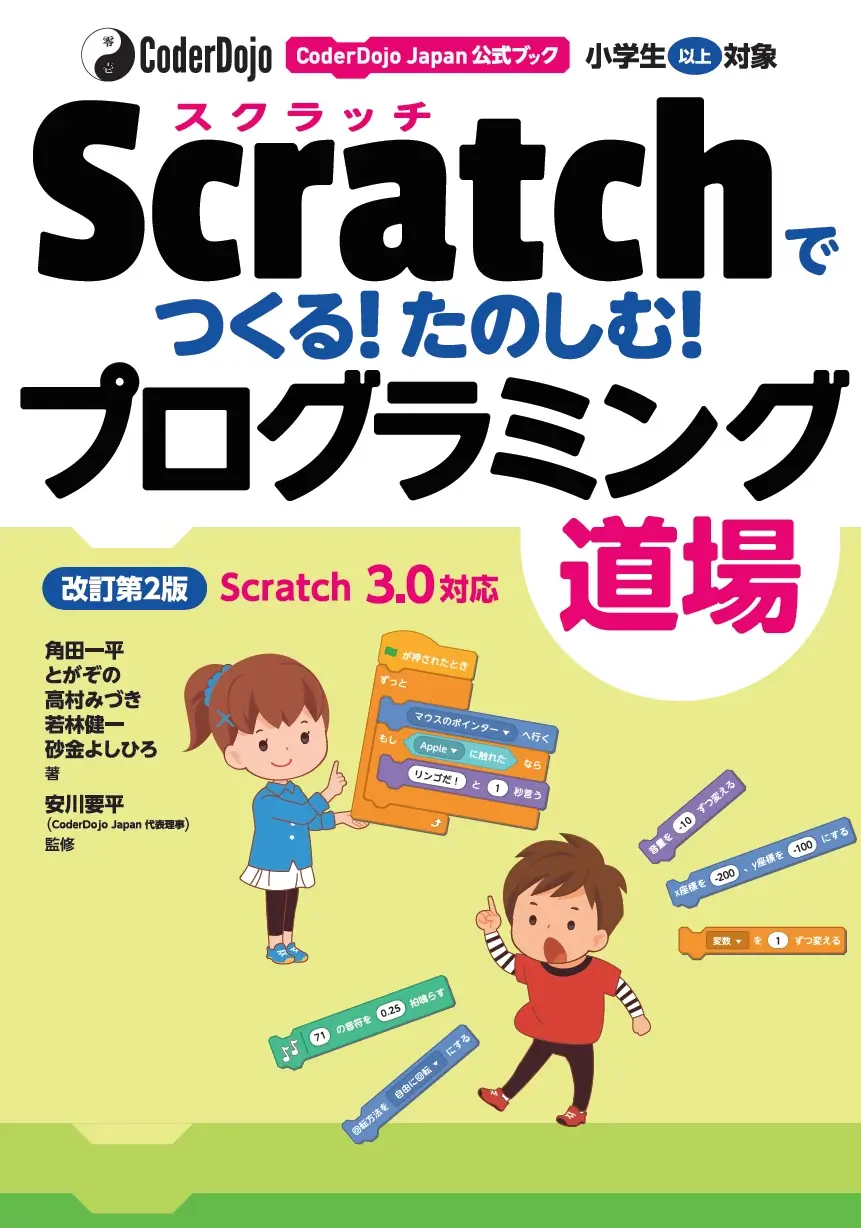 零
壱
CoderDojo
CoderDojo Japan 公式ブック
小学生以上対象
スクラッチ
Scratchで
つくる！たのしむ！
プログラミング
道場
改訂第2版
Scratch 3.0対応
角田一平
とがぞの
高村みづき
若林健一
砂金よしひろ
著
安川要平
（CoderDojo Japan 代表理事）
監修
が押されたとき
ずっと
マウスのポインター へ行く
もし Apple に触れた なら
リンゴだ！ と 1 秒言う
音量を -10 ずつ変える
x座標を -200 、y座標を -100 にする
変数 を 1 ずつ変える
71 の音符を 0.25 拍鳴らす
回転方法を 自由に回転 にする